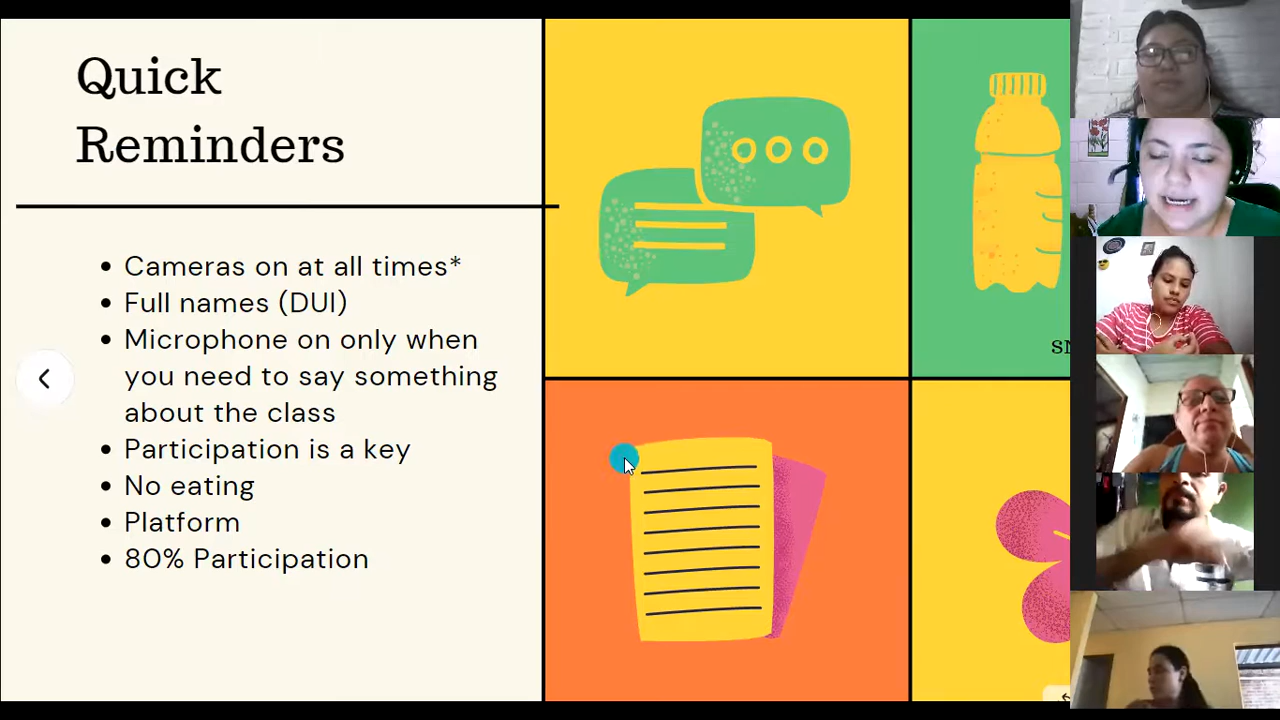 Quick
Reminders
Cameras on at all times*
Full names (DUI)
Microphone on only when
you need to say something
about the class
Participation is a key
No eating
Platform
80% Participation